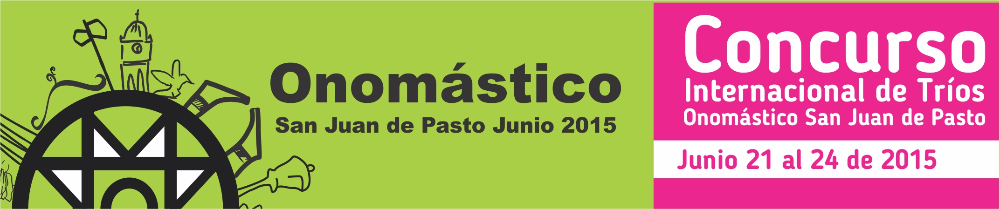 Onomástico
San Juan de Pasto Junio 2015
Concurso
Internacional de Tríos
Onomástico San Juan de Pasto
Junio 21 al 24 de 2015